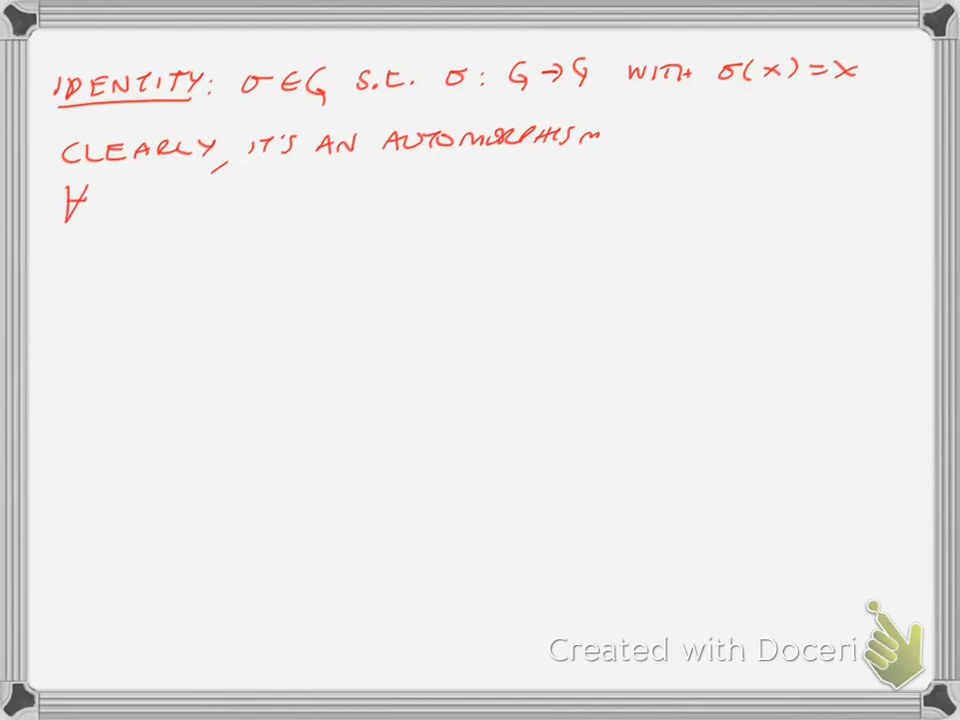 IDENTITY: σ ∈ G S.T. σ: G → G WITH σ(x) = x
CLEARLY, IT'S AN AUTOMORPHISM
∀
Created with Doceri